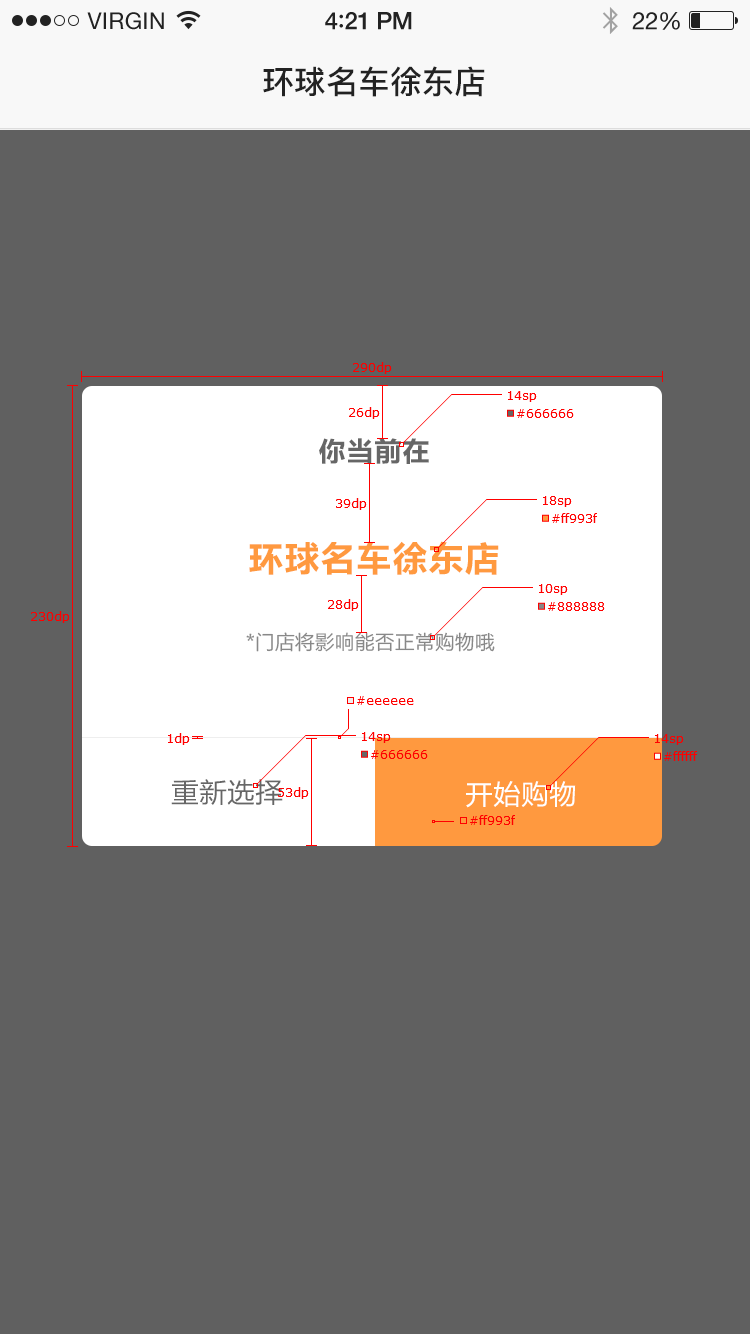 VIRGIN 4:21 PM 22%
环球名车徐东店
290dp
26dp
14sp
#666666
你当前在
39dp
18sp
#ff993f
环球名车徐东店
28dp
10sp
#888888
230dp
*门店将影响能否正常购物哦
#eeeeee
1dp
14sp
#666666
14sp
#ffffff
重新选择
53dp
开始购物
#ff993f